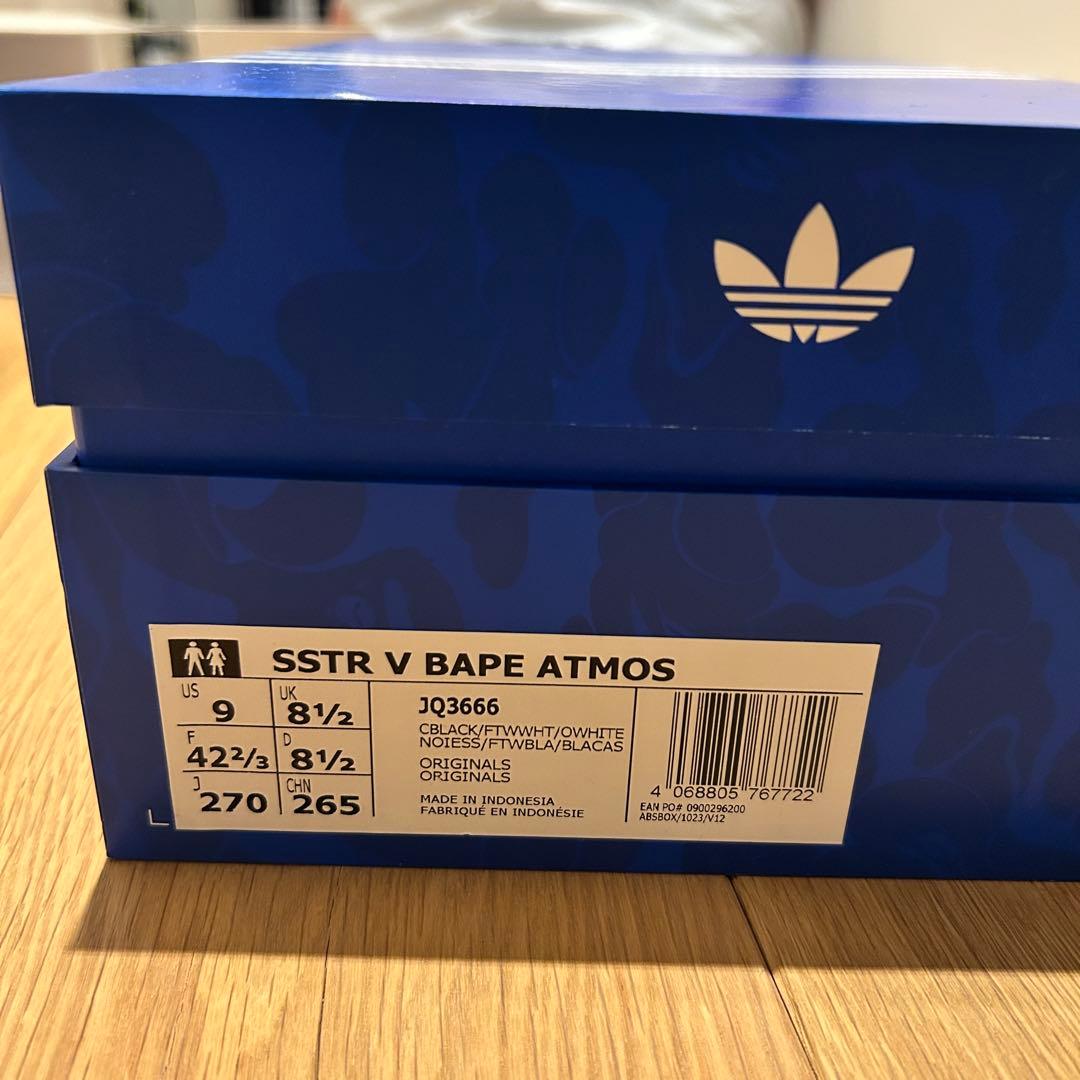 SSTR V BAPE ATMOS
US 9 UK 8½
F 42⅔ D 8½
J 270 CHN 265
JQ3666
CBLACK/FTWWHT/OWHITE
NOIESS/FTWBLA/BLACAS
ORIGINALS
ORIGINALS
MADE IN INDONESIA
FABRIQUÉ EN INDONÉSIE
4 068805 767722
EAN PO# 0900296200
ABSBOX/1023/V12
L